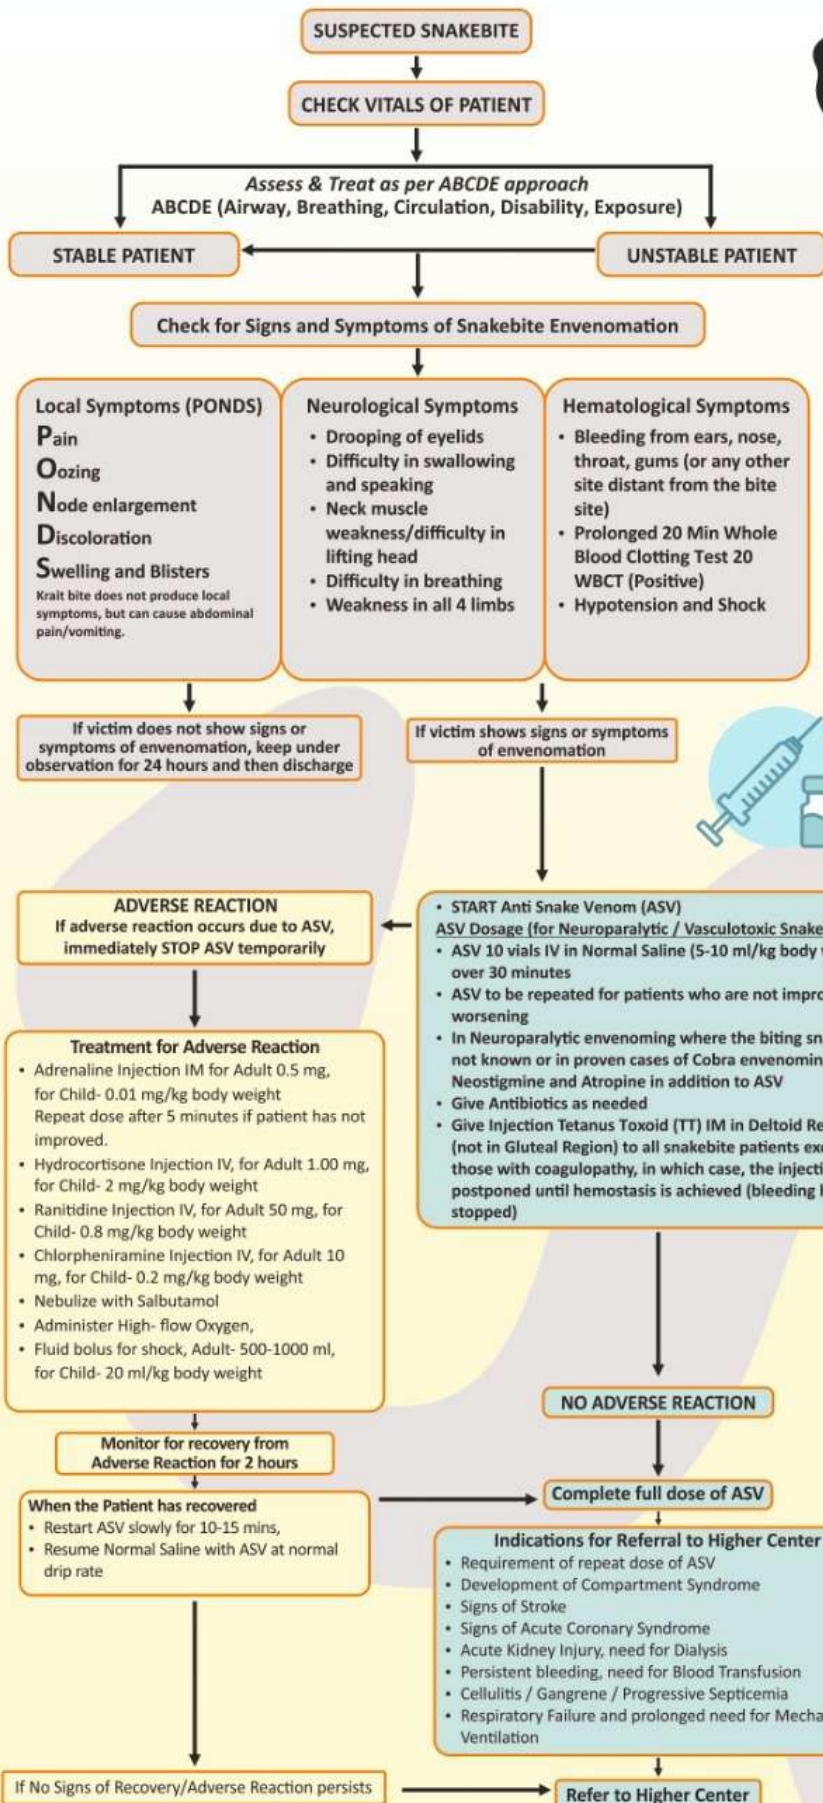 SUSPECTED SNAKEBITE
CHECK VITALS OF PATIENT
Assess & Treat as per ABCDE approach
ABCDE (Airway, Breathing, Circulation, Disability, Exposure)
STABLE PATIENT
UNSTABLE PATIENT
Check for Signs and Symptoms of Snakebite Envenomation
Local Symptoms (PONDS)
Pain
Oozing
Node enlargement
Discoloration
Swelling and Blisters
Krait bite does not produce local
symptoms, but can cause abdominal
pain/vomiting.
Neurological Symptoms
• Drooping of eyelids
• Difficulty in swallowing
and speaking
• Neck muscle
weakness/difficulty in
lifting head
• Difficulty in breathing
• Weakness in all 4 limbs
Hematological Symptoms
• Bleeding from ears, nose,
throat, gums (or any other
site distant from the bite
site)
• Prolonged 20 Min Whole
Blood Clotting Test 20
WBCT (Positive)
• Hypotension and Shock
If victim does not show signs or
symptoms of envenomation, keep under
observation for 24 hours and then discharge
If victim shows signs or symptoms
of envenomation
ADVERSE REACTION
If adverse reaction occurs due to ASV,
immediately STOP ASV temporarily
• START Anti Snake Venom (ASV)
ASV Dosage (for Neuroparalytic / Vasculotoxic Snake
• ASV 10 vials IV in Normal Saline (5-10 ml/kg body
over 30 minutes
• ASV to be repeated for patients who are not
worsening
• In Neuroparalytic envenoming where the biting
not known or in proven cases of Cobra
Neostigmine and Atropine in addition to ASV
• Give Antibiotics as needed
• Give Injection Tetanus Toxoid (TT) IM in Deltoid
(not in Gluteal Region) to all snakebite patients
those with coagulopathy, in which case, the
postponed until hemostasis is achieved (bleeding
stopped)
Treatment for Adverse Reaction
• Adrenaline Injection IM for Adult 0.5 mg,
for Child- 0.01 mg/kg body weight
Repeat dose after 5 minutes if patient has not
improved.
• Hydrocortisone Injection IV, for Adult 1.00 mg,
for Child- 2 mg/kg body weight
• Ranitidine Injection IV, for Adult 50 mg, for
Child- 0.8 mg/kg body weight
• Chlorpheniramine Injection IV, for Adult 10
mg, for Child- 0.2 mg/kg body weight
• Nebulize with Salbutamol
• Administer High- flow Oxygen,
• Fluid bolus for shock, Adult- 500-1000 ml,
for Child- 20 ml/kg body weight
NO ADVERSE REACTION
Monitor for recovery from
Adverse Reaction for 2 hours
When the Patient has recovered
• Restart ASV slowly for 10-15 mins,
• Resume Normal Saline with ASV at normal
drip rate
Complete full dose of ASV
Indications for Referral to Higher Center
• Requirement of repeat dose of ASV
• Development of Compartment Syndrome
• Signs of Stroke
• Signs of Acute Coronary Syndrome
• Acute Kidney Injury, need for Dialysis
• Persistent bleeding, need for Blood Transfusion
• Cellulitis / Gangrene / Progressive Septicemia
• Respiratory Failure and prolonged need for
Ventilation
If No Signs of Recovery/Adverse Reaction persists
Refer to Higher Center